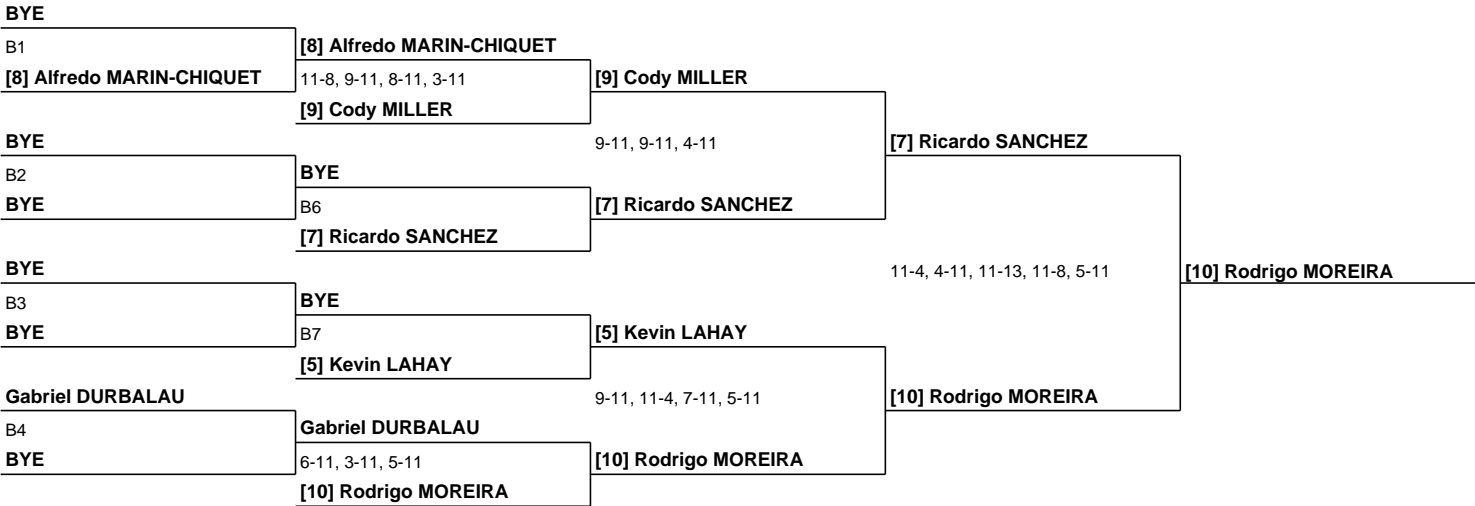 BYE
B1
[8] Alfredo MARIN-CHIQUET
[8] Alfredo MARIN-CHIQUET
11-8, 9-11, 8-11, 3-11
[9] Cody MILLER
[9] Cody MILLER
BYE
9-11, 9-11, 4-11
[7] Ricardo SANCHEZ
B2
BYE
BYE
B6
[7] Ricardo SANCHEZ
[7] Ricardo SANCHEZ
BYE
11-4, 4-11, 11-13, 11-8, 5-11
[10] Rodrigo MOREIRA
B3
BYE
BYE
B7
[5] Kevin LAHAY
[5] Kevin LAHAY
Gabriel DURBALAU
9-11, 11-4, 7-11, 5-11
[10] Rodrigo MOREIRA
B4
Gabriel DURBALAU
BYE
6-11, 3-11, 5-11
[10] Rodrigo MOREIRA
[10] Rodrigo MOREIRA